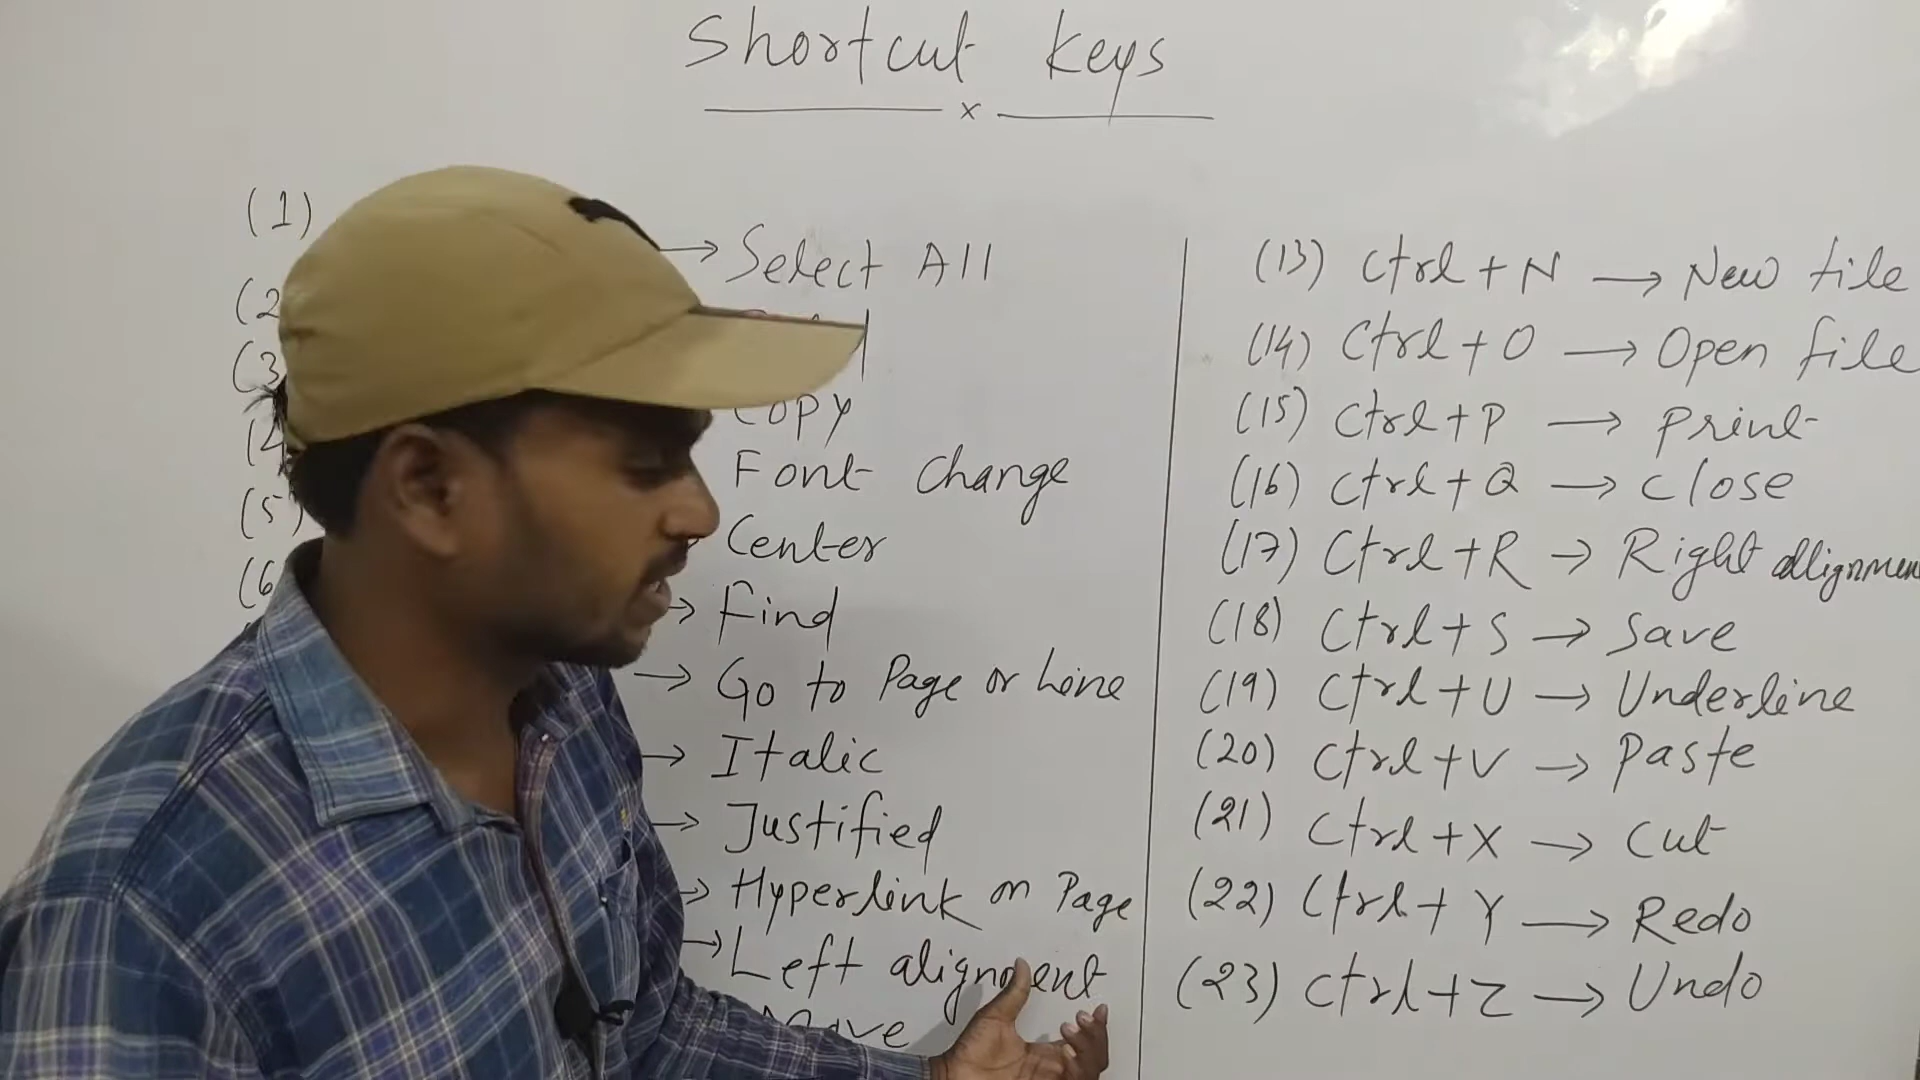 Shortcut keys
x
(1) → Select All
(2
(3 Copy
(4 Font Change
(5) Center
(6 → Find
→ Go to Page or Line
→ Italic
→ Justified
→ Hyperlink on Page
→ Left alignment
(13) Ctrl + N → New file
(14) Ctrl + O → Open file
(15) Ctrl + P → Print
(16) Ctrl + Q → Close
(17) Ctrl + R → Right allignmen
(18) Ctrl + S → Save
(19) Ctrl + U → Underline
(20) Ctrl + V → Paste
(21) Ctrl + X → Cut
(22) Ctrl + Y → Redo
(23) Ctrl + Z → Undo